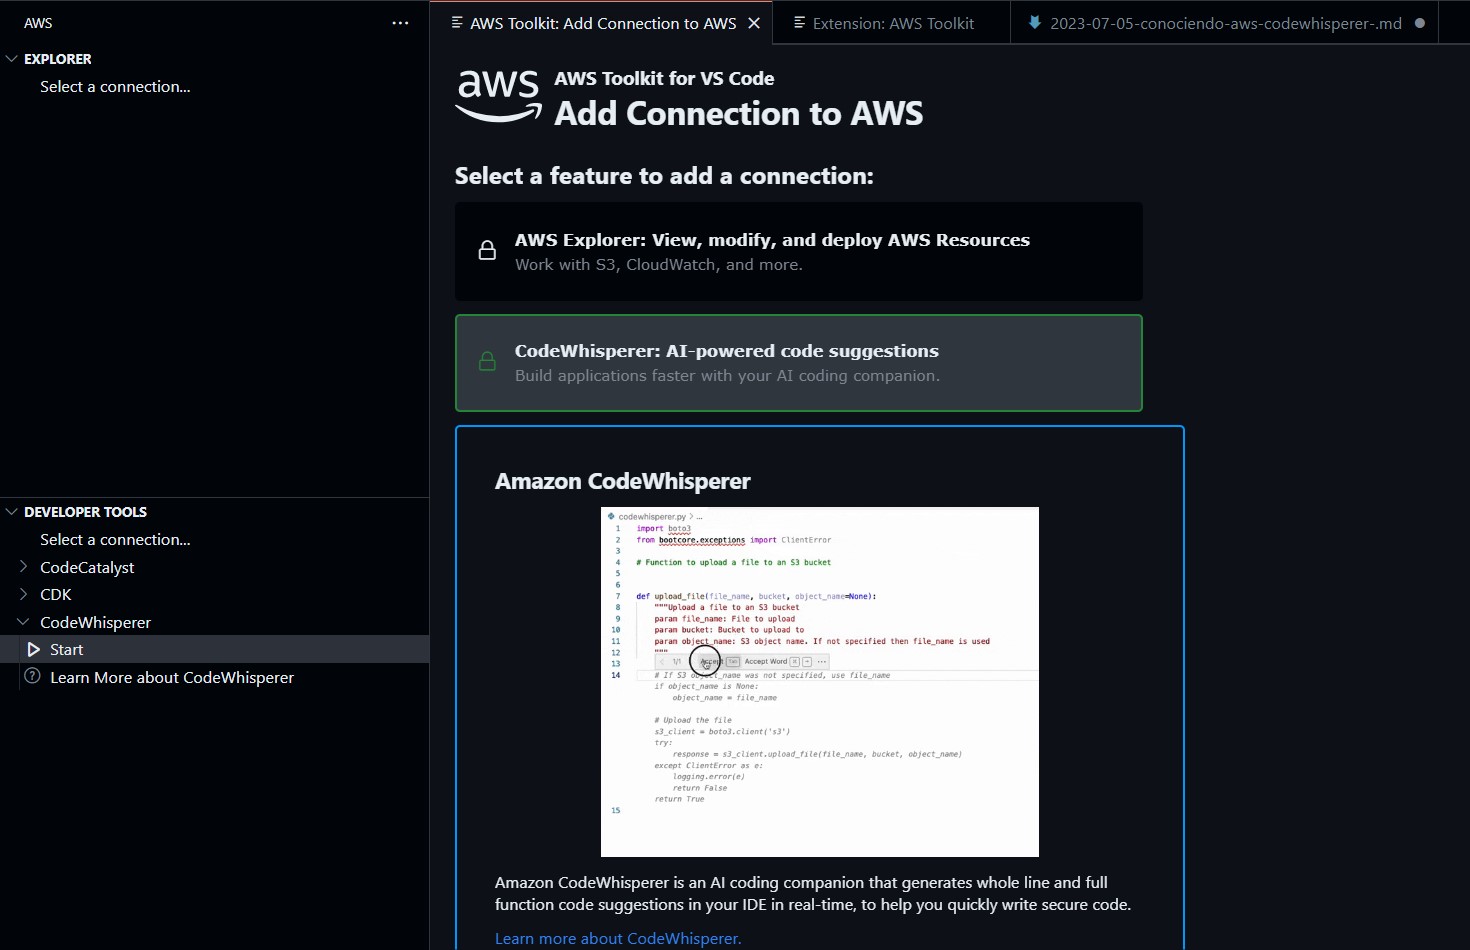 AWS
EXPLORER
Select a connection...
DEVELOPER TOOLS
Select a connection...
CodeCatalyst
CDK
CodeWhisperer
Start
Learn More about CodeWhisperer
AWS Toolkit: Add Connection to AWS
Extension: AWS Toolkit
2023-07-05-conociendo-aws-codewhisperer-.md
aws
AWS Toolkit for VS Code
Add Connection to AWS
Select a feature to add a connection:
AWS Explorer: View, modify, and deploy AWS Resources
Work with S3, CloudWatch, and more.
CodeWhisperer: AI-powered code suggestions
Build applications faster with your AI coding companion.
Amazon CodeWhisperer
codewhisperer.py > ...
1 import boto3
2 from bootcore.exceptions import ClientError
3
4 # Function to upload a file to an S3 bucket
5
6
7 def upload_file(file_name, bucket, object_name=None):
8 """Upload a file to an S3 bucket
9 param file_name: File to upload
10 param bucket: Bucket to upload to
11 param object_name: S3 object name. If not specified then file_name is used
12 """
13 < 1/1 > Accept Tab Accept Word ...
14 # If S3 object_name was not specified, use file_name
if object_name is None:
object_name = file_name
# Upload the file
s3_client = boto3.client('s3')
try:
response = s3_client.upload_file(file_name, bucket, object_name)
except ClientError as e:
logging.error(e)
return False
return True
15
Amazon CodeWhisperer is an AI coding companion that generates whole line and full
function code suggestions in your IDE in real-time, to help you quickly write secure code.
Learn more about CodeWhisperer.